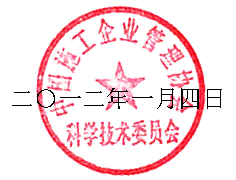 中国施工企业管理协会
二〇一二年一月四日
科学技术委员会